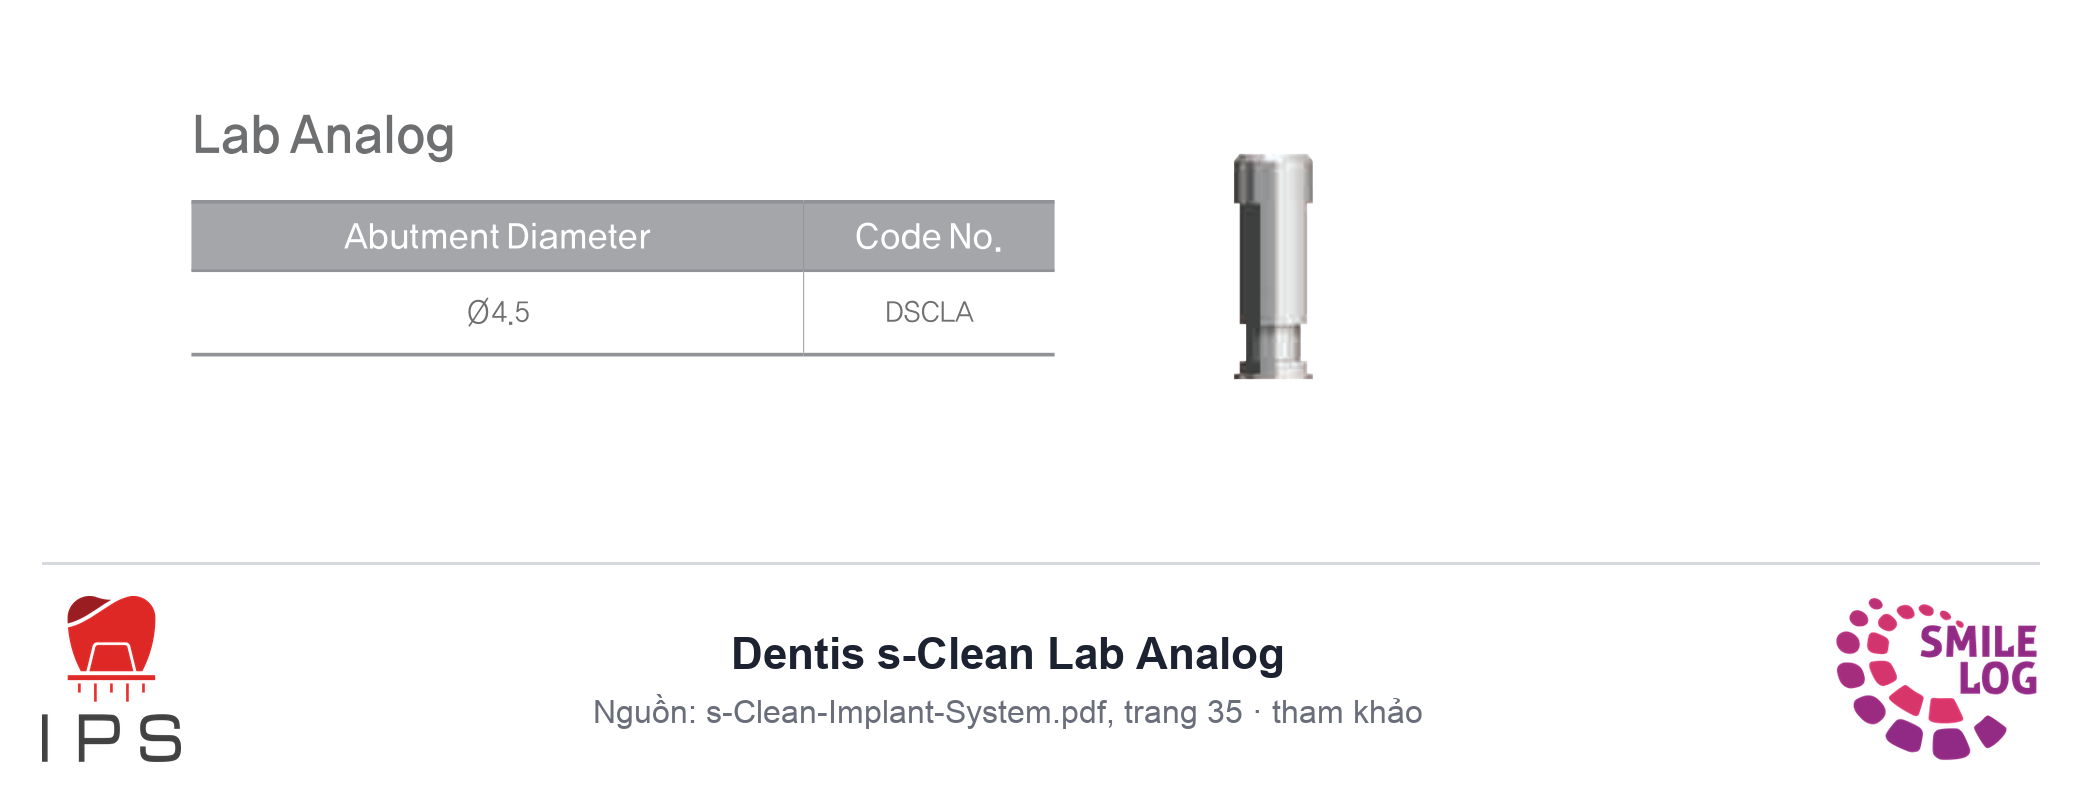 Lab Analog
Abutment Diameter Code No.
Ø4.5 DSCLA
Dentis s-Clean Lab Analog
Nguồn: s-Clean-Implant-System.pdf, trang 35 · tham khảo
IPS
SMILE
LOG